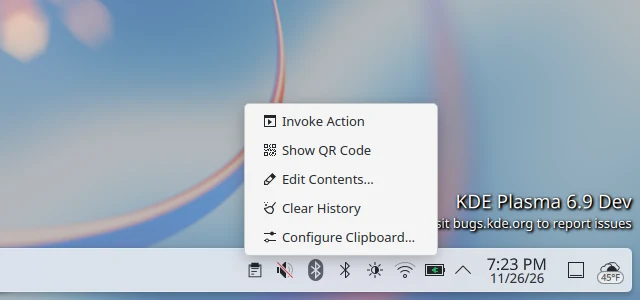 Invoke Action
Show QR Code
Edit Contents...
Clear History
Configure Clipboard...
KDE Plasma 6.9 Dev
sit bugs.kde.org to report issues
7:23 PM
11/26/26
45°F